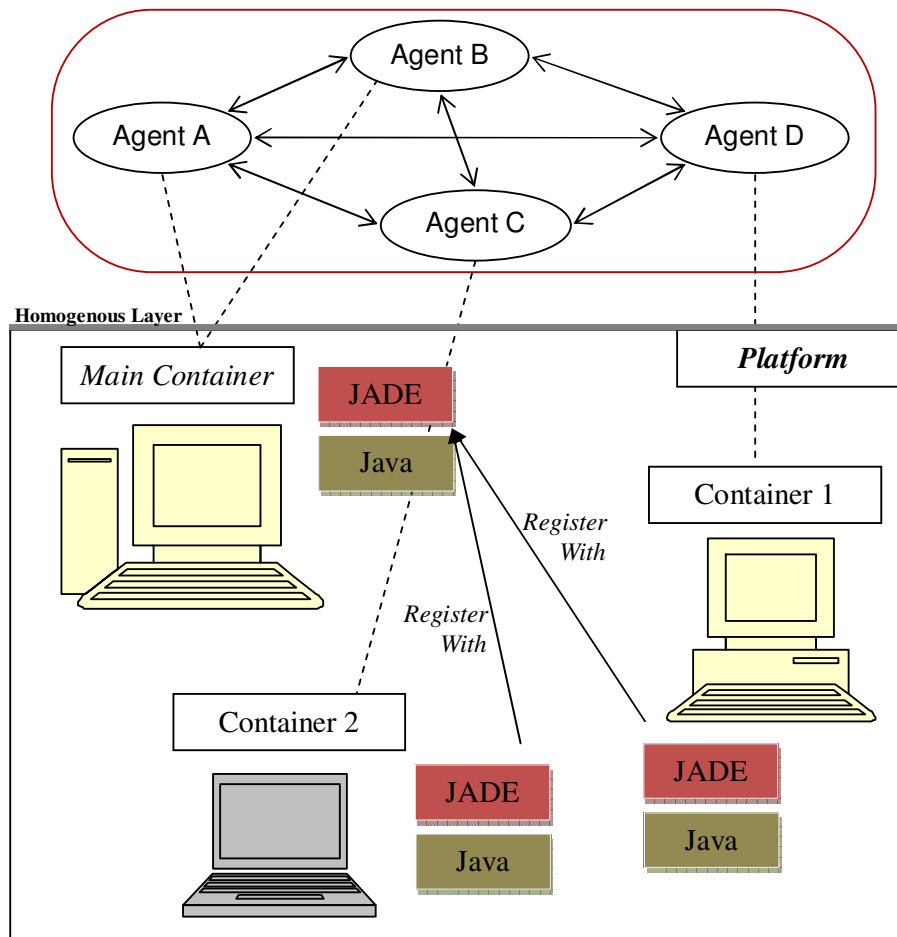 Agent B
Agent A
Agent D
Agent C
Homogenous Layer
Main Container
Platform
JADE
Java
Container 1
Register
With
Register
With
Container 2
JADE
Java
JADE
Java